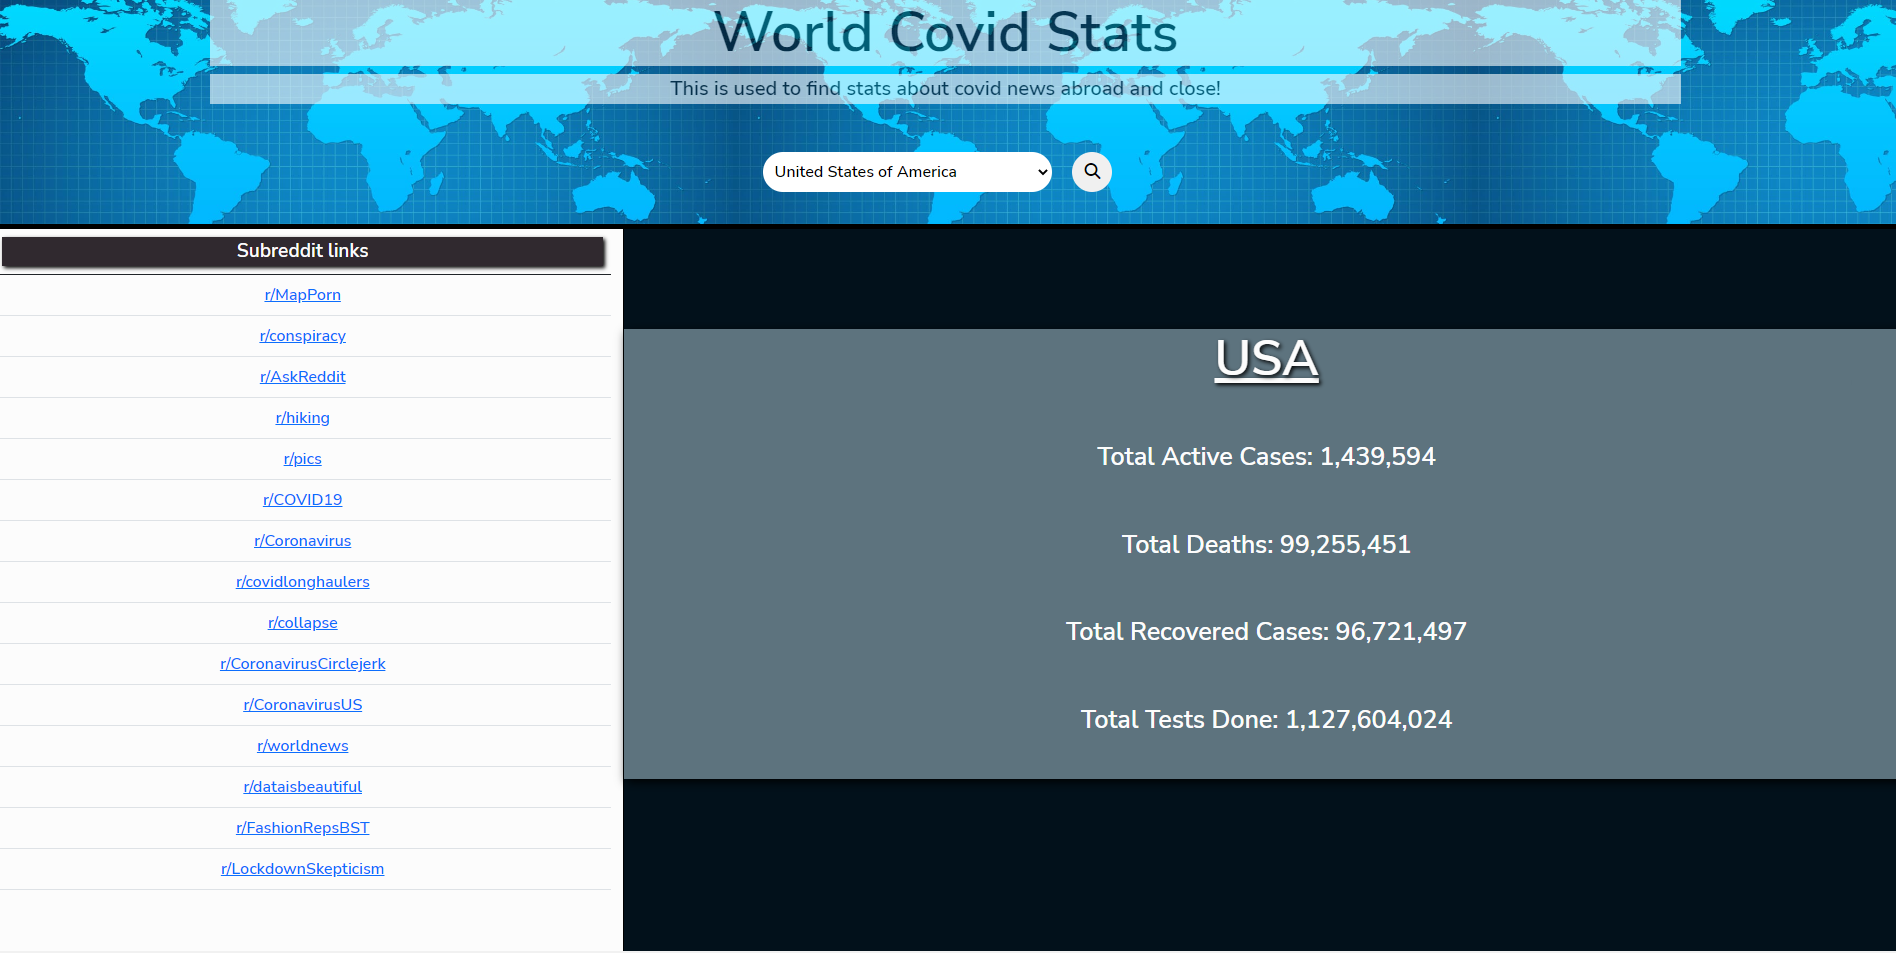 World Covid Stats
This is used to find stats about covid news abroad and close!
United States of America
Subreddit links
r/MapPorn
r/conspiracy
r/AskReddit
r/hiking
r/pics
r/COVID19
r/Coronavirus
r/covidlonghaulers
r/collapse
r/CoronavirusCirclejerk
r/CoronavirusUS
r/worldnews
r/dataisbeautiful
r/FashionRepsBST
r/LockdownSkepticism
USA
Total Active Cases: 1,439,594
Total Deaths: 99,255,451
Total Recovered Cases: 96,721,497
Total Tests Done: 1,127,604,024